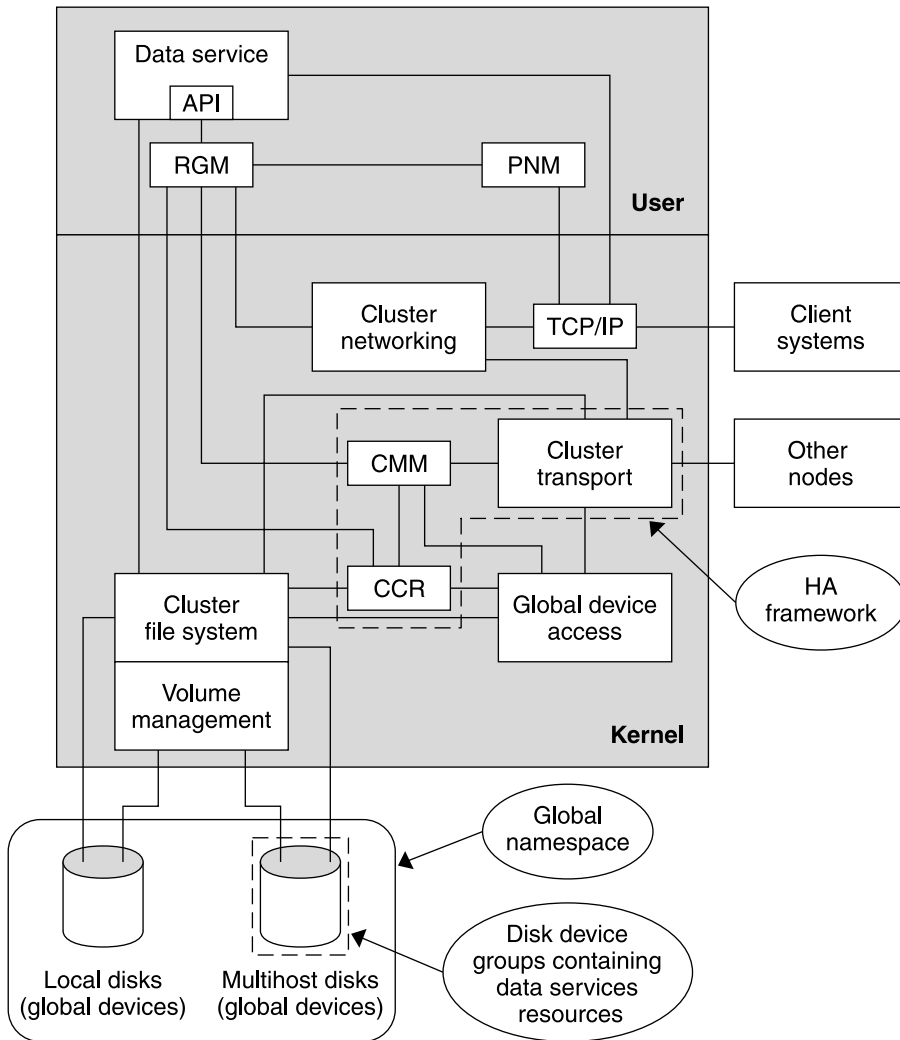 Data service
API
RGM
PNM
User
Cluster
networking
TCP/IP
Client
systems
CMM
Cluster
transport
Other
nodes
CCR
Cluster
file system
Global device
access
HA
framework
Volume
management
Kernel
Global
namespace
Local disks
(global devices)
Multihost disks
(global devices)
Disk device
groups containing
data services
resources